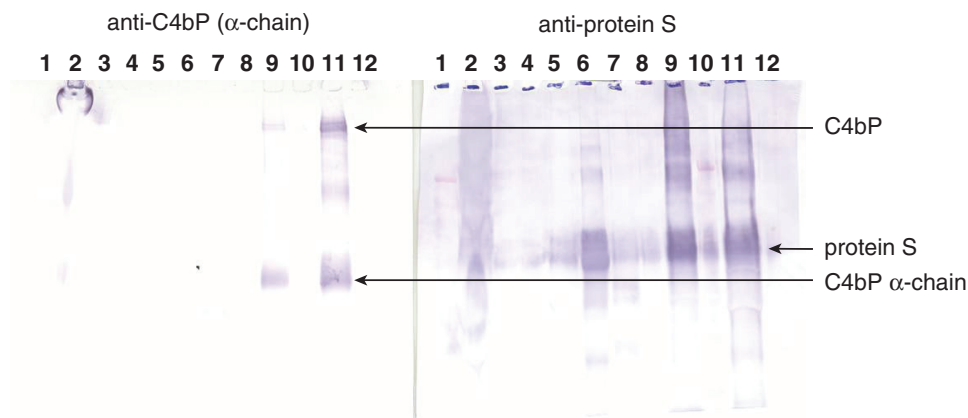 anti-C4bP (α-chain)
anti-protein S
1 2 3 4 5 6 7 8 9 10 11 12
1 2 3 4 5 6 7 8 9 10 11 12
C4bP
protein S
C4bP α-chain